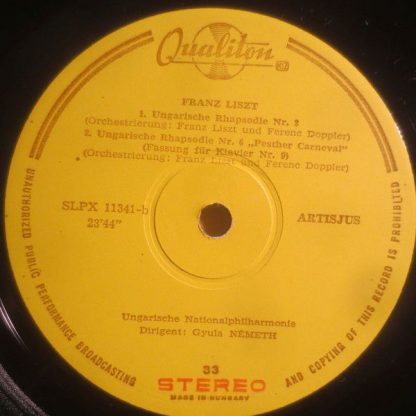 Qualiton
FRANZ LISZT
1. Ungarische Rhapsodie Nr. 2
(Orchestrierung: Franz Liszt und Ferenc Doppler)
2. Ungarische Rhapsodie Nr. 6 „Pesther Carneval"
(Fassung für Klavier Nr. 9)
(Orchestrierung: Franz Liszt und Ferenc Doppler)
SLPX 11341-b
23'44"
ARTISJUS
Ungarische Nationalphilharmonie
Dirigent: Gyula NÉMETH
33
STEREO
MADE IN HUNGARY
UNAUTHORIZED PUBLIC PERFORMANCE BROADCASTING AND COPYING OF THIS RECORD IS PROHIBITED